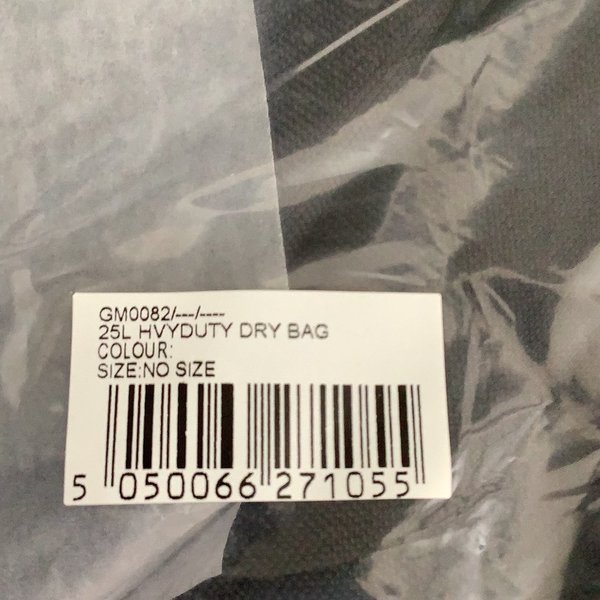 GM0082/---/----
25L HVYDUTY DRY BAG
COLOUR:
SIZE:NO SIZE
5 050066 271055